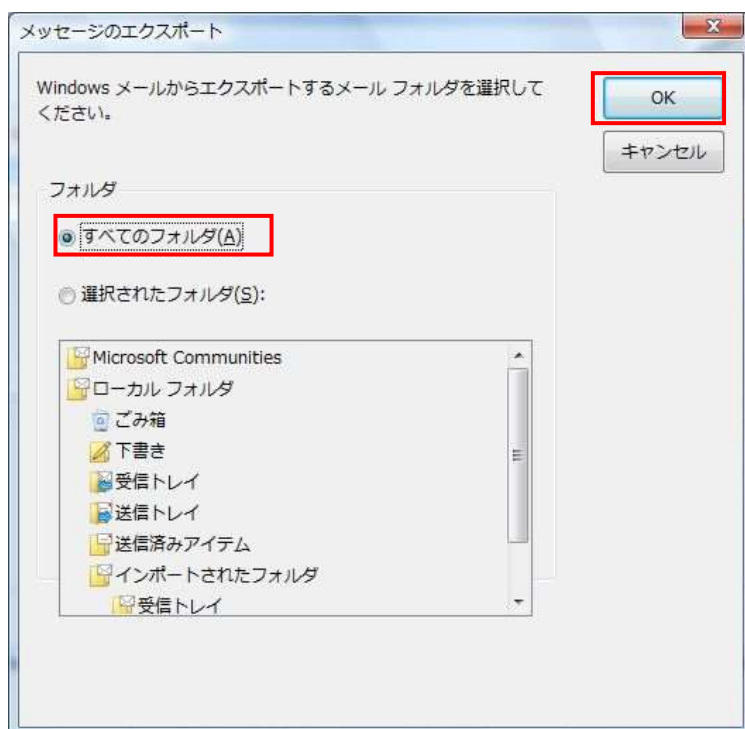 メッセージのエクスポート
Windows メールからエクスポートするメール フォルダを選択して
ください。
OK
キャンセル
フォルダ
すべてのフォルダ(A)
選択されたフォルダ(S):
Microsoft Communities
ローカル フォルダ
ごみ箱
下書き
受信トレイ
送信トレイ
送信済みアイテム
インポートされたフォルダ
受信トレイ